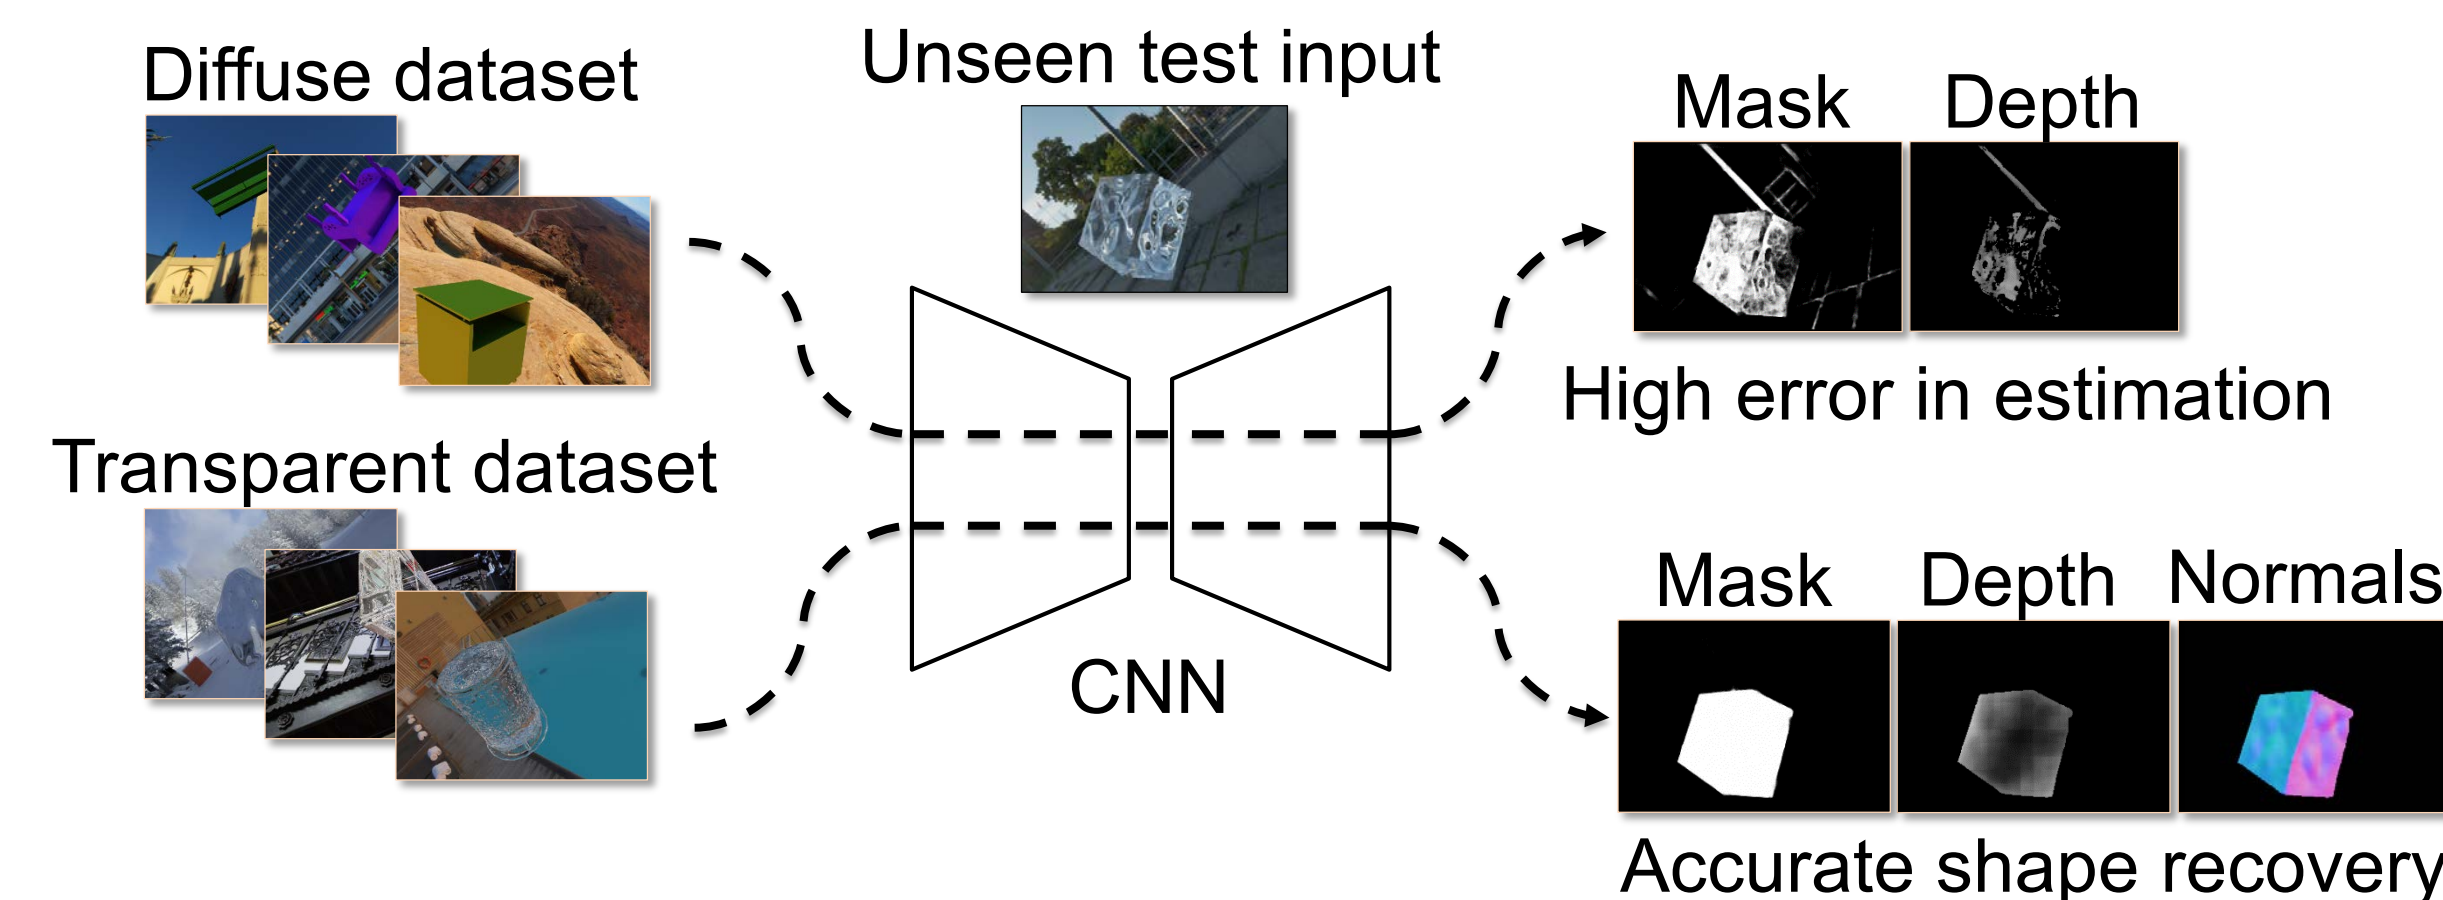 Diffuse dataset
Unseen test input
Mask
Depth
High error in estimation
Transparent dataset
CNN
Mask
Depth
Normals
Accurate shape recovery